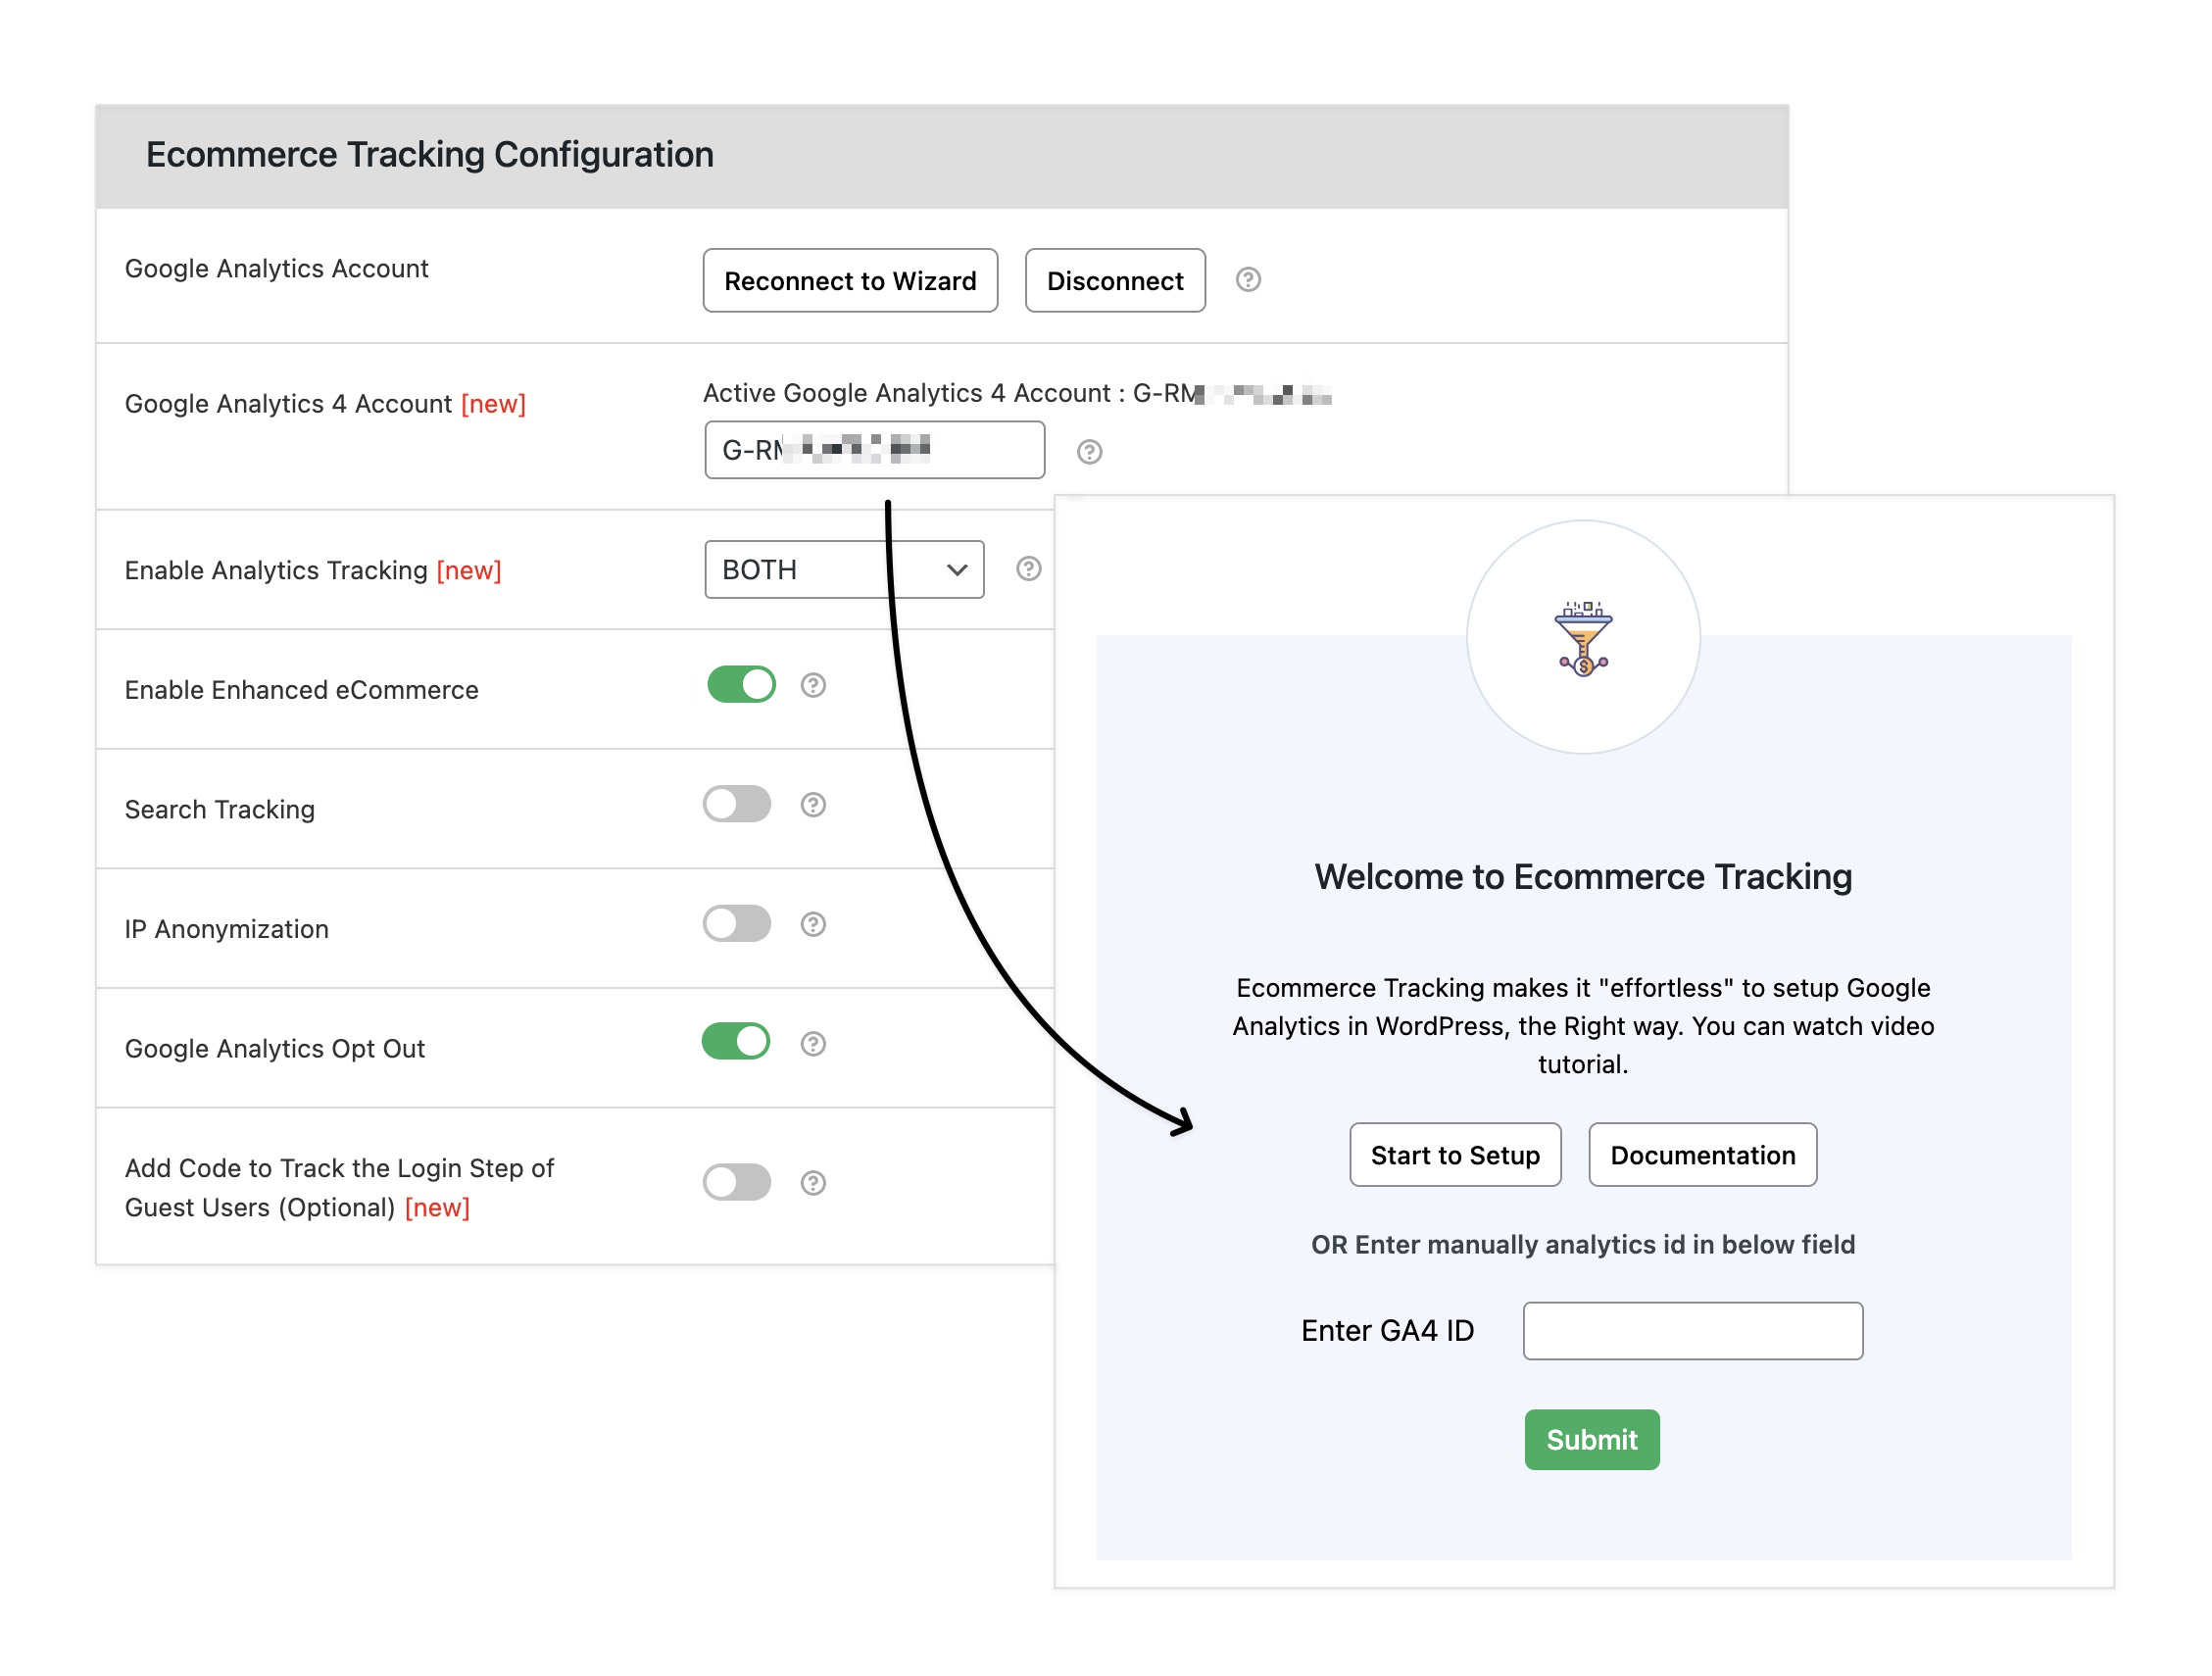 Ecommerce Tracking Configuration
Google Analytics Account
Reconnect to Wizard
Disconnect
Google Analytics 4 Account [new]
Active Google Analytics 4 Account : G-RM
G-RM
Enable Analytics Tracking [new]
BOTH
Enable Enhanced eCommerce
Search Tracking
IP Anonymization
Google Analytics Opt Out
Add Code to Track the Login Step of
Guest Users (Optional) [new]
Welcome to Ecommerce Tracking
Ecommerce Tracking makes it "effortless" to setup Google
Analytics in WordPress, the Right way. You can watch video
tutorial.
Start to Setup
Documentation
OR Enter manually analytics id in below field
Enter GA4 ID
Submit